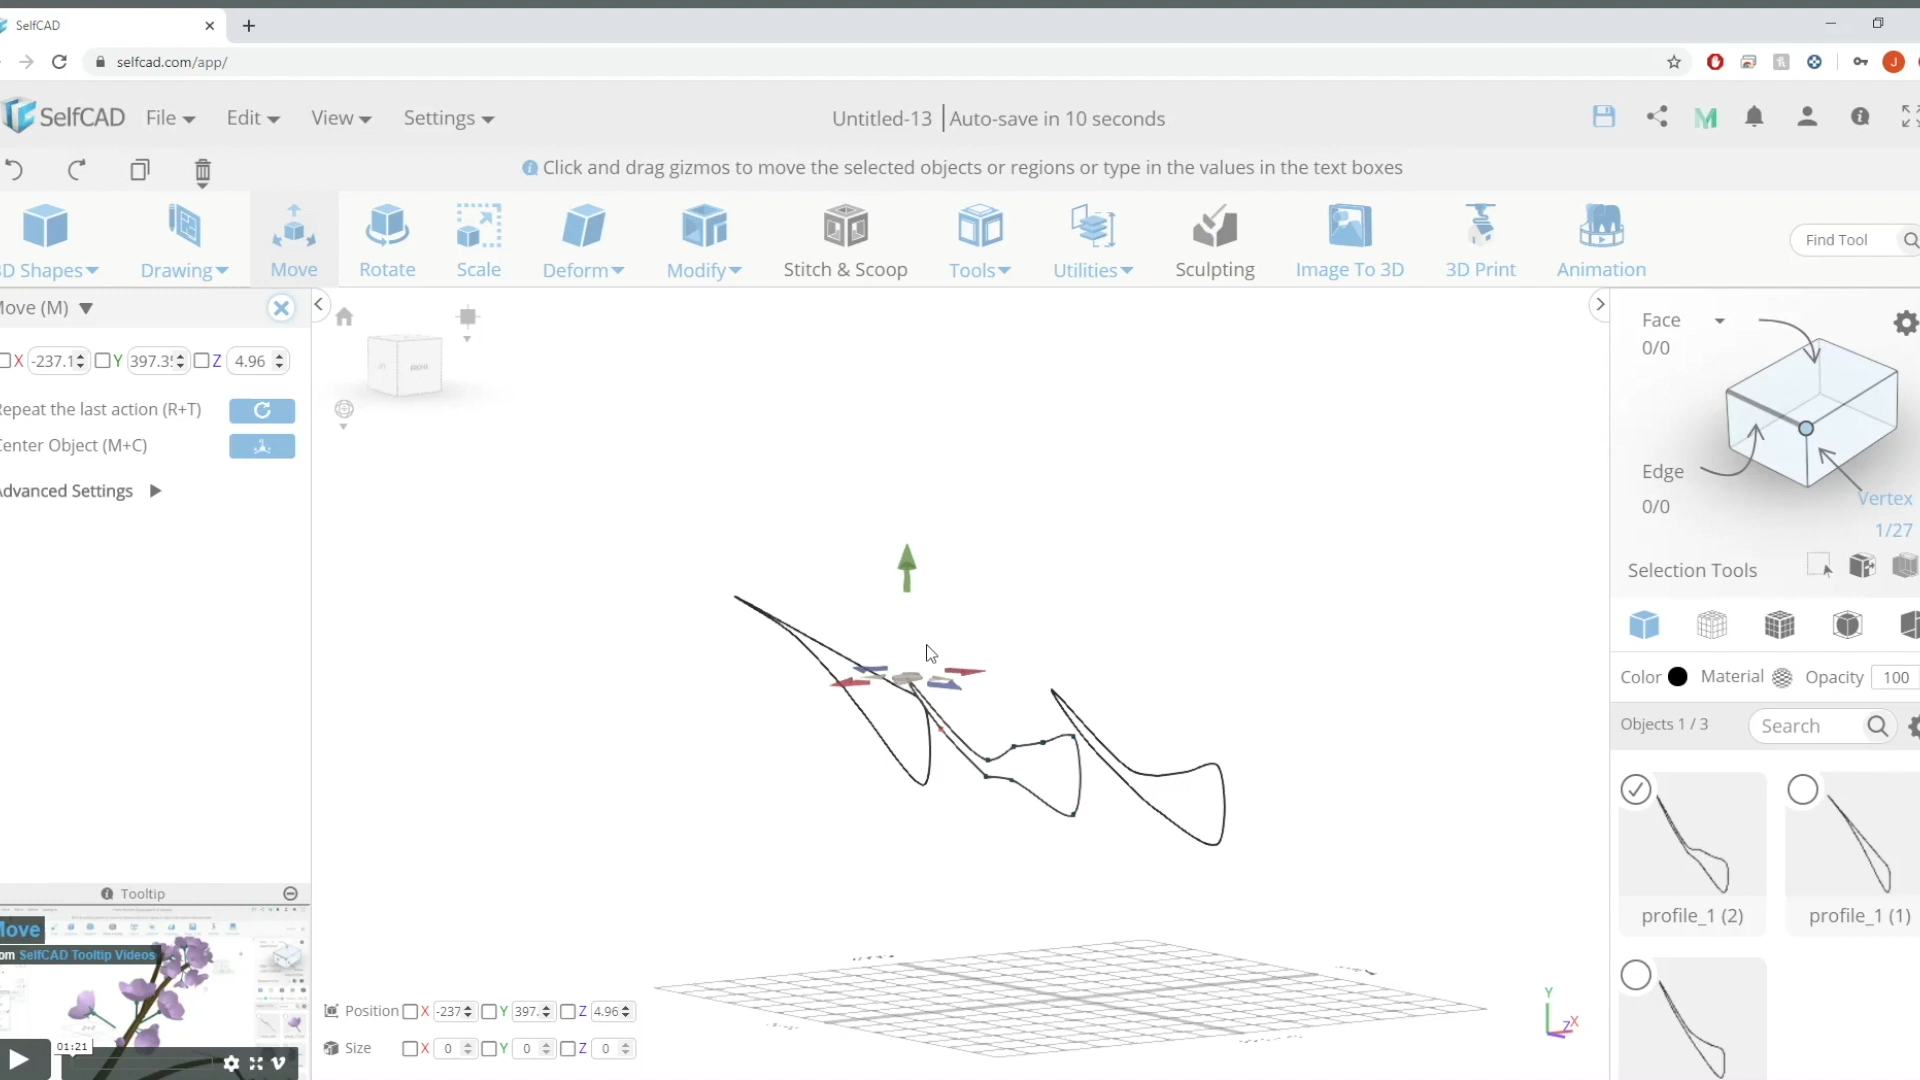 SelfCAD
selfcad.com/app/
J
SelfCAD File Edit View Settings
Untitled-13 Auto-save in 10 seconds
Click and drag gizmos to move the selected objects or regions or type in the values in the text boxes
D Shapes Drawing Move Rotate Scale Deform Modify Stitch & Scoop Tools Utilities Sculpting Image To 3D 3D Print Animation
Find Tool
ove (M)
X -237.1 Y 397.3 Z 4.96
epeat the last action (R+T)
enter Object (M+C)
dvanced Settings
FRONT
Face
0/0
Edge
0/0
Vertex
1/27
Selection Tools
Color Material Opacity 100
Objects 1 / 3
Search
profile_1 (2)
profile_1 (1)
Tooltip
ove
om SelfCAD Tooltip Videos
01:21
Position X -237 Y 397. Z 4.96
Size X 0 Y 0 Z 0
Y
Z X